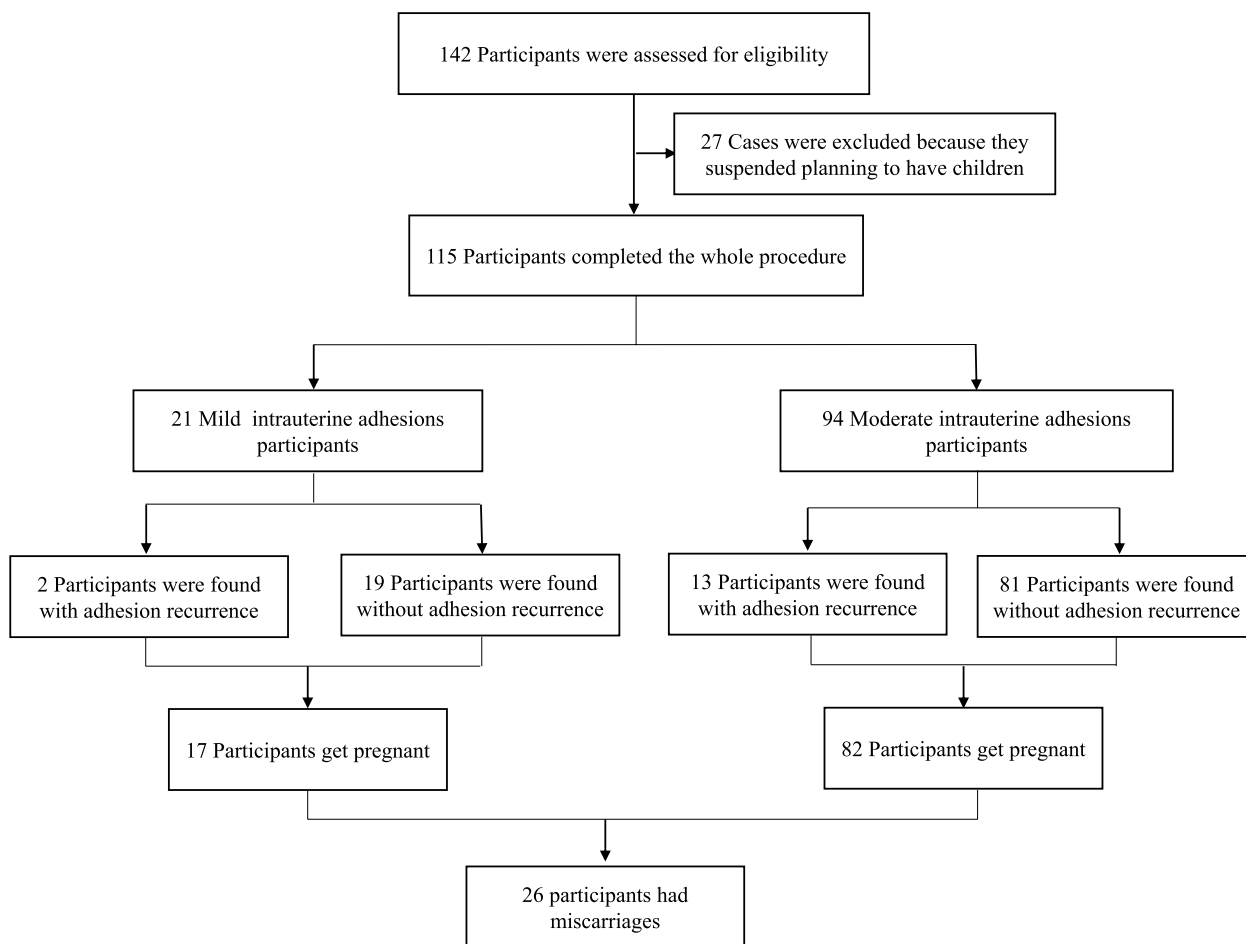 142 Participants were assessed for eligibility
27 Cases were excluded because they
suspended planning to have children
115 Participants completed the whole procedure
21 Mild intrauterine adhesions
participants
94 Moderate intrauterine adhesions
participants
2 Participants were found
with adhesion recurrence
19 Participants were found
without adhesion recurrence
13 Participants were found
with adhesion recurrence
81 Participants were found
without adhesion recurrence
17 Participants get pregnant
82 Participants get pregnant
26 participants had
miscarriages